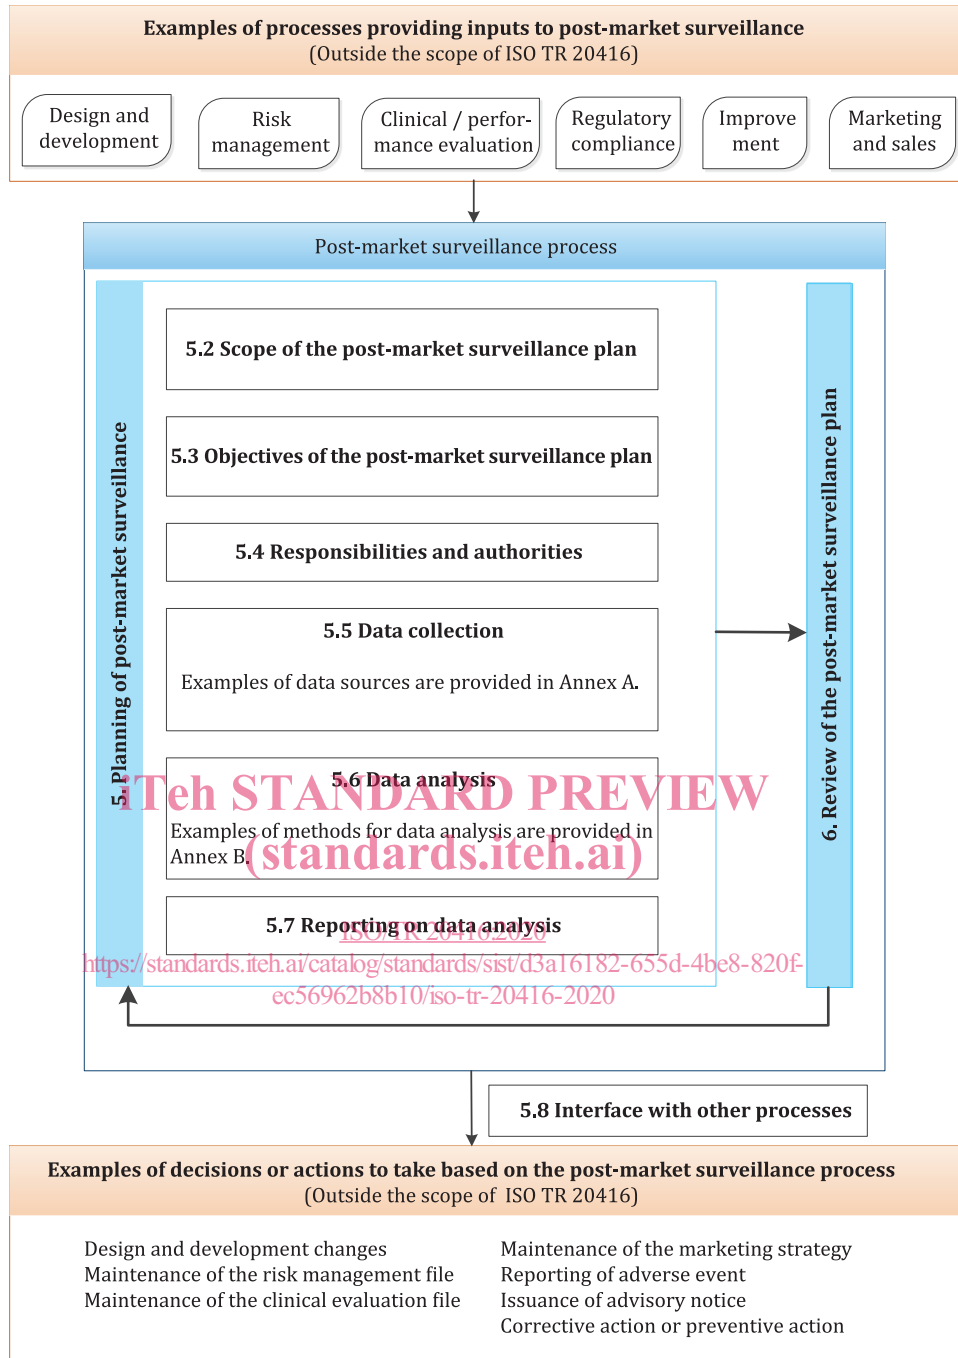 Examples of processes providing inputs to post-market surveillance
(Outside the scope of ISO TR 20416)
Design and
development
Risk
management
Clinical / perfor-
mance evaluation
Regulatory
compliance
Improve
ment
Marketing
and sales
Post-market surveillance process
5. Planning of post-market surveillance
5.2 Scope of the post-market surveillance plan
5.3 Objectives of the post-market surveillance plan
5.4 Responsibilities and authorities
5.5 Data collection
Examples of data sources are provided in Annex A.
5.6 Data analysis
Examples of methods for data analysis are provided in
Annex B.
5.7 Reporting on data analysis
6. Review of the post-market surveillance plan
iTeh STANDARD PREVIEW
(standards.iteh.ai)
ISO/TR 20416:2020
https://standards.iteh.ai/catalog/standards/sist/d3a16182-655d-4be8-820f-
ec56962b8b10/iso-tr-20416-2020
5.8 Interface with other processes
Examples of decisions or actions to take based on the post-market surveillance process
(Outside the scope of ISO TR 20416)
Design and development changes
Maintenance of the risk management file
Maintenance of the clinical evaluation file
Maintenance of the marketing strategy
Reporting of adverse event
Issuance of advisory notice
Corrective action or preventive action